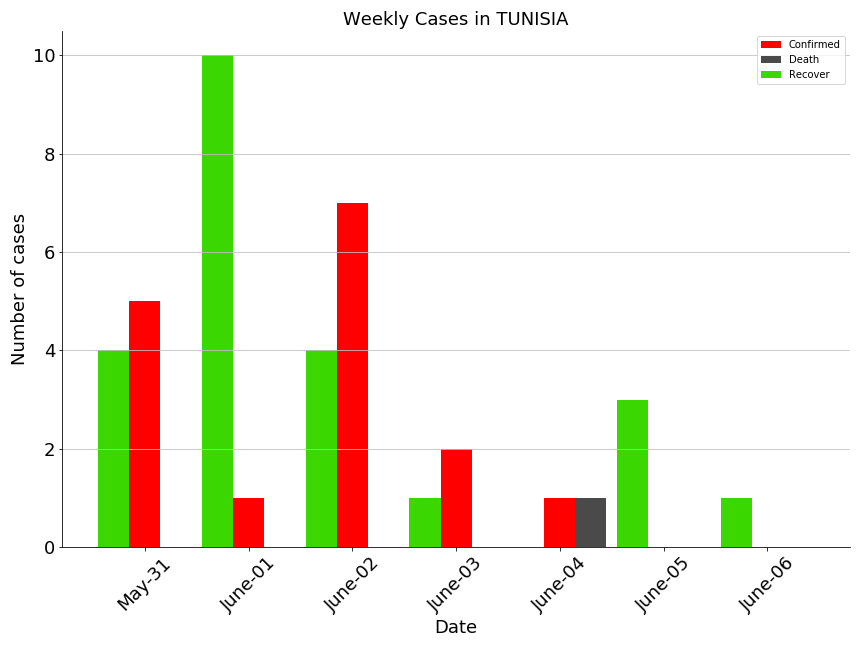 Weekly Cases in TUNISIA
Confirmed
Death
Recover
10
8
6
4
2
0
Number of cases
May-31
June-01
June-02
June-03
June-04
June-05
June-06
Date